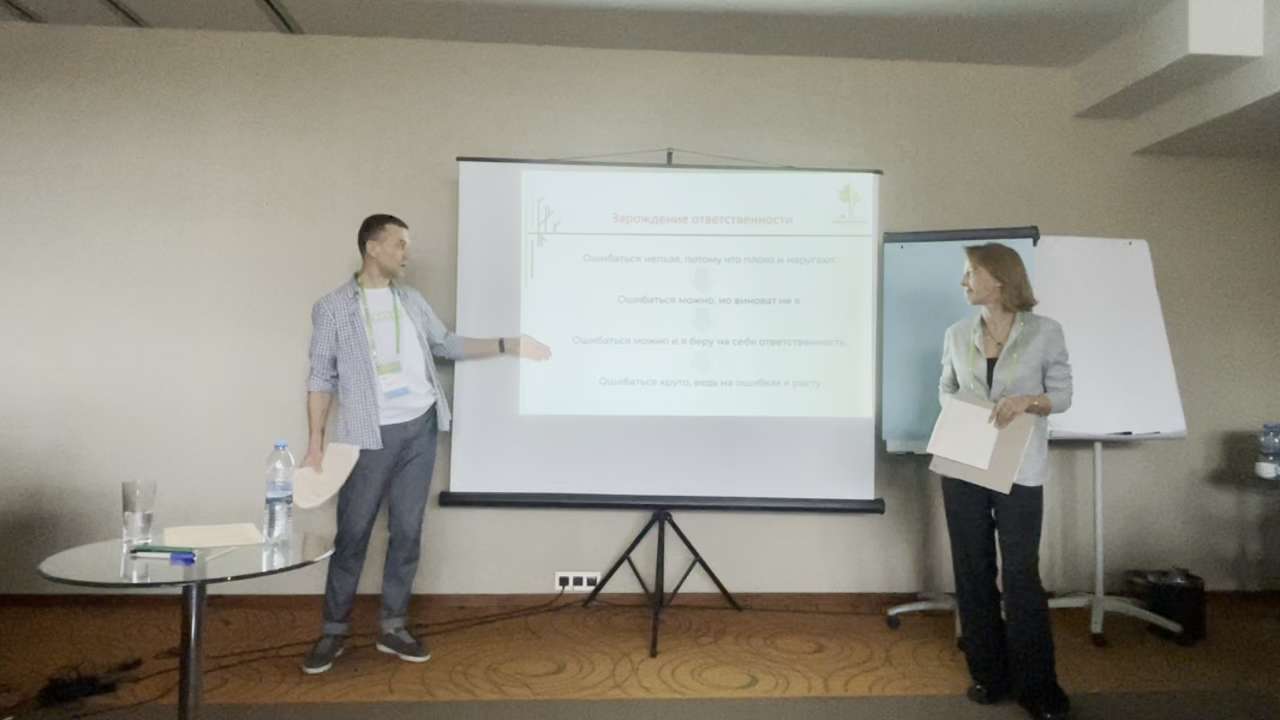 Зарождение ответственности
Ошибаться нельзя, потому что плохо и наругают.
Ошибаться можно, но виноват не я
Ошибаться можно и я беру на себя ответственность
Ошибаться круто, ведь на ошибках я расту